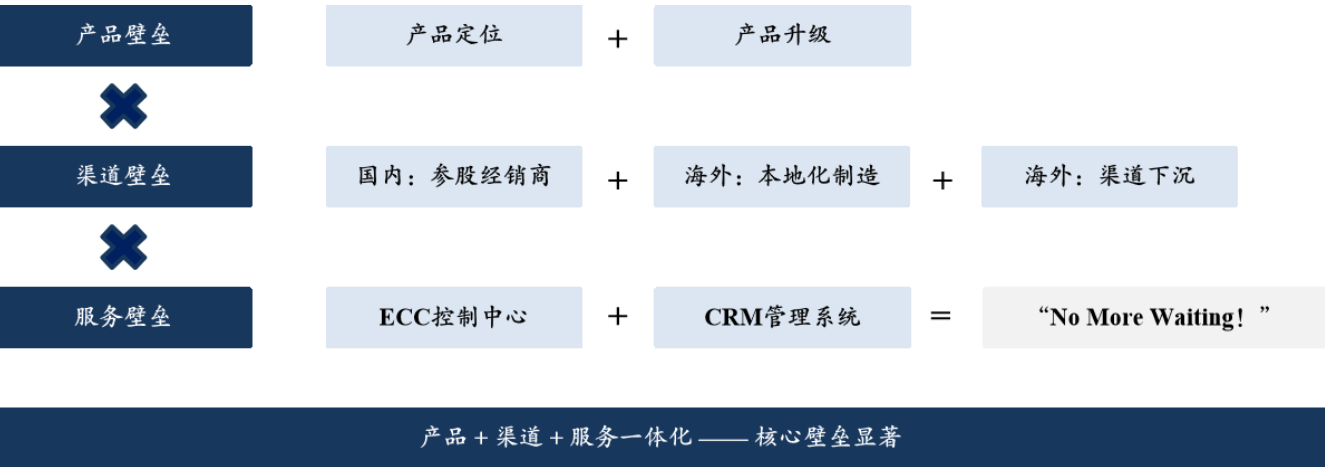 产品壁垒 产品定位 + 产品升级
渠道壁垒 国内：参股经销商 + 海外：本地化制造 + 海外：渠道下沉
服务壁垒 ECC控制中心 + CRM管理系统 = “No More Waiting！”
产品+渠道+服务一体化——核心壁垒显著